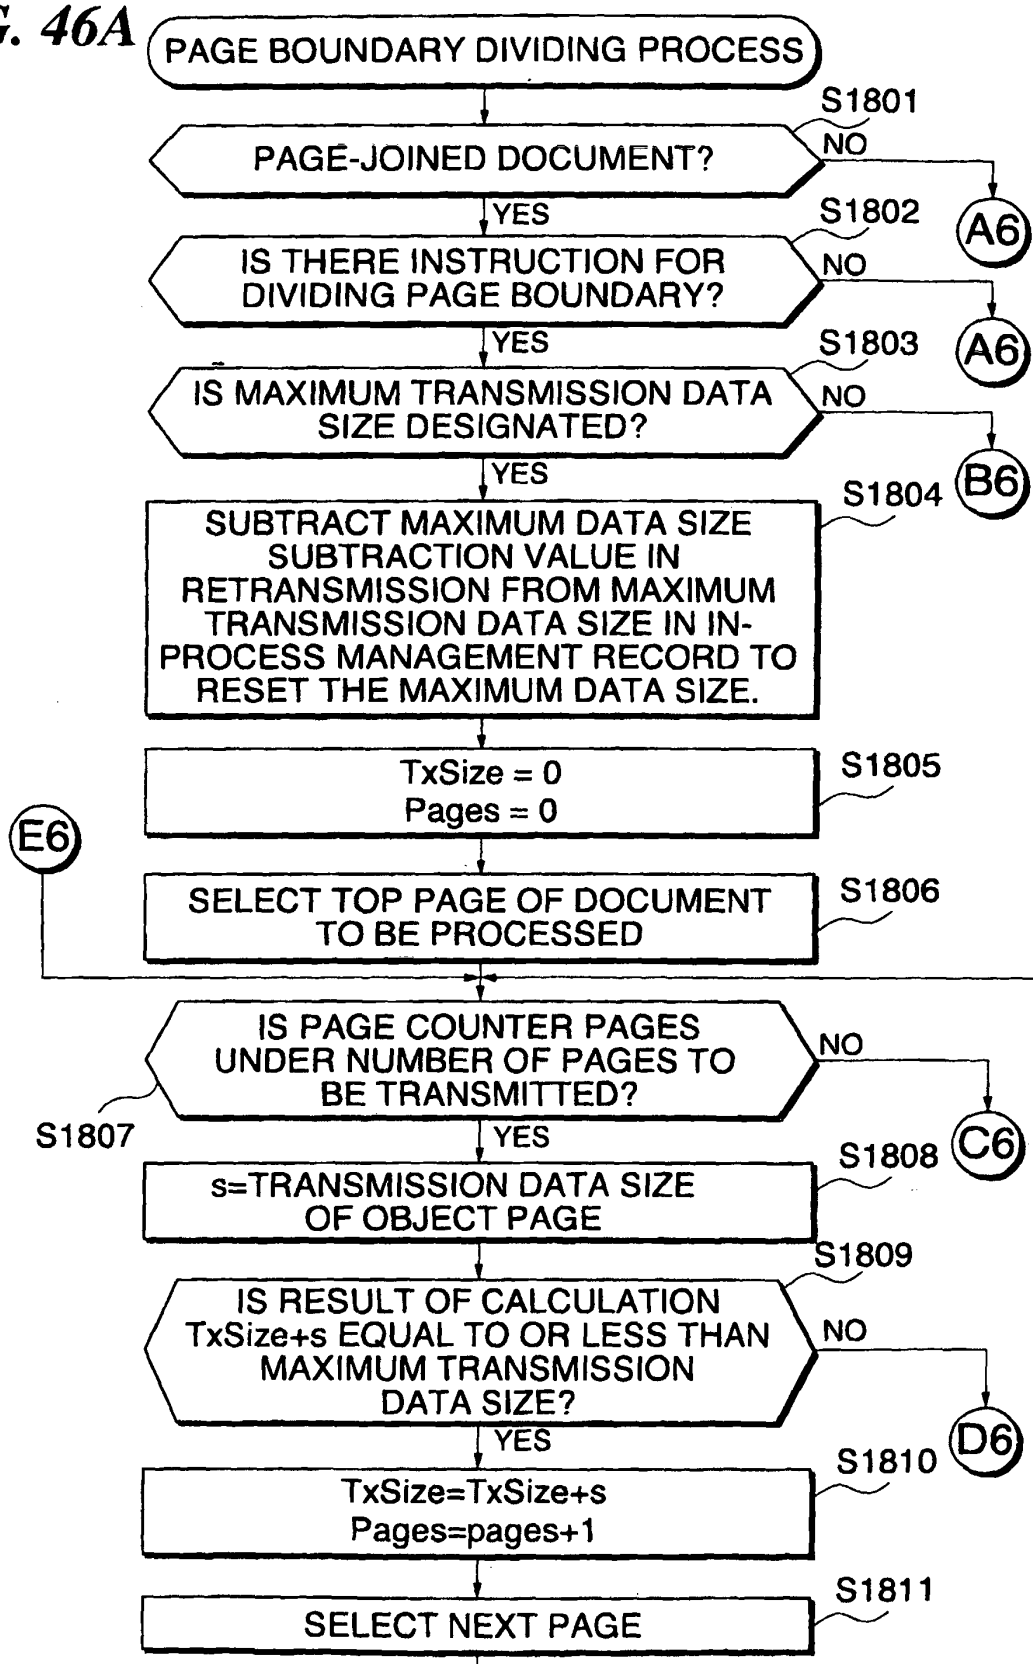 G. 46A
PAGE BOUNDARY DIVIDING PROCESS
S1801
PAGE-JOINED DOCUMENT?
NO
A6
YES
S1802
IS THERE INSTRUCTION FOR
DIVIDING PAGE BOUNDARY?
NO
A6
YES
S1803
IS MAXIMUM TRANSMISSION DATA
SIZE DESIGNATED?
NO
B6
YES
S1804
SUBTRACT MAXIMUM DATA SIZE
SUBTRACTION VALUE IN
RETRANSMISSION FROM MAXIMUM
TRANSMISSION DATA SIZE IN IN-
PROCESS MANAGEMENT RECORD TO
RESET THE MAXIMUM DATA SIZE.
TxSize = 0
Pages = 0
S1805
E6
SELECT TOP PAGE OF DOCUMENT
TO BE PROCESSED
S1806
IS PAGE COUNTER PAGES
UNDER NUMBER OF PAGES TO
BE TRANSMITTED?
NO
S1807
C6
YES
S1808
s=TRANSMISSION DATA SIZE
OF OBJECT PAGE
S1809
IS RESULT OF CALCULATION
TxSize+s EQUAL TO OR LESS THAN
MAXIMUM TRANSMISSION
DATA SIZE?
NO
D6
YES
S1810
TxSize=TxSize+s
Pages=pages+1
S1811
SELECT NEXT PAGE